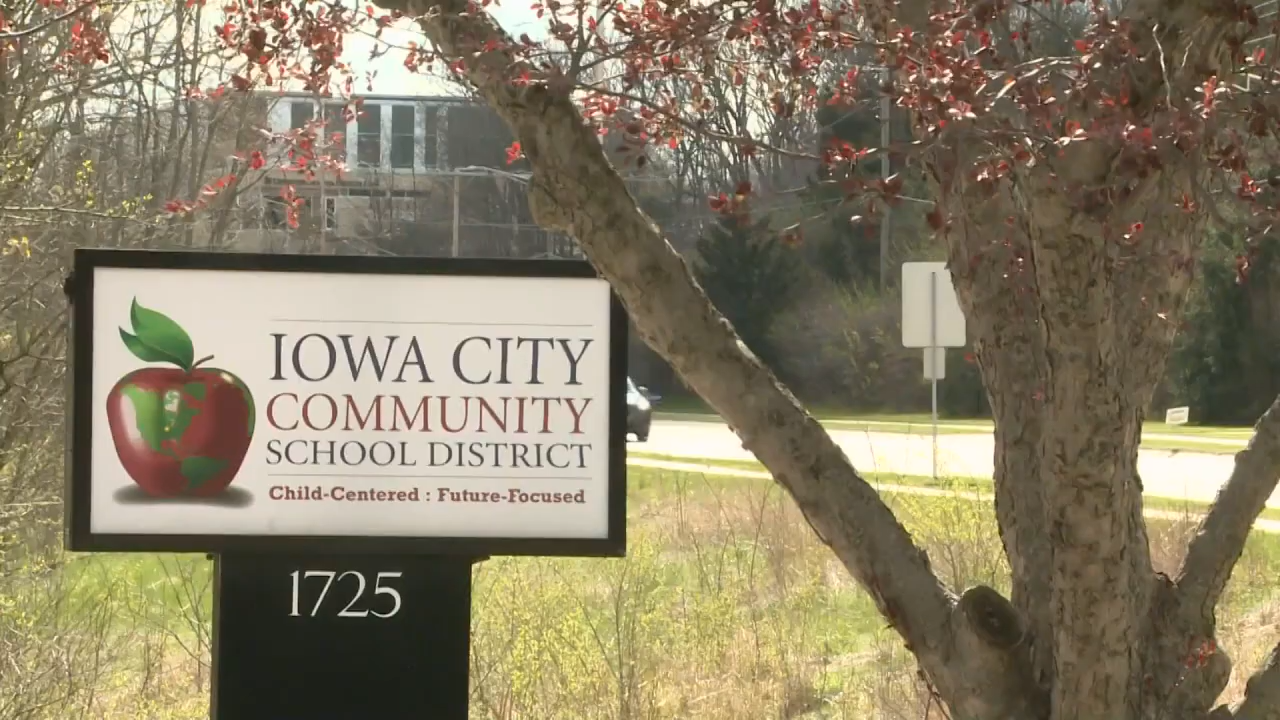 IOWA CITY
COMMUNITY
SCHOOL DISTRICT
Child-Centered : Future-Focused
1725